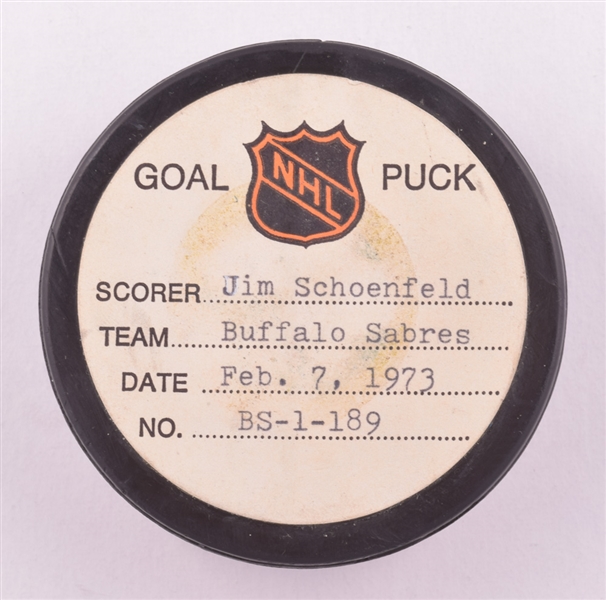 GOAL NHL PUCK
SCORER Jim Schoenfeld
TEAM Buffalo Sabres
DATE Feb. 7, 1973
NO. BS-1-189